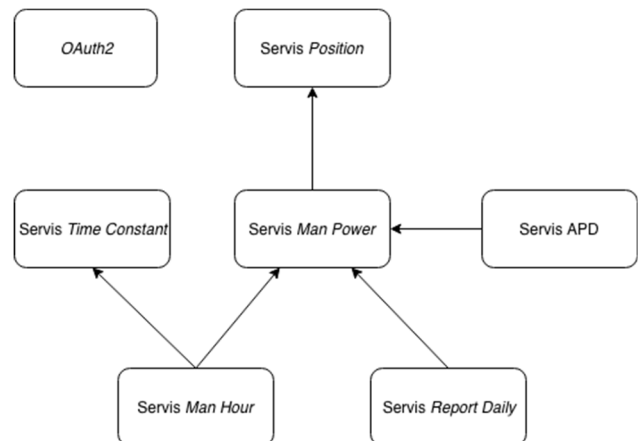 OAuth2
Servis Position
Servis Time Constant
Servis Man Power
Servis APD
Servis Man Hour
Servis Report Daily